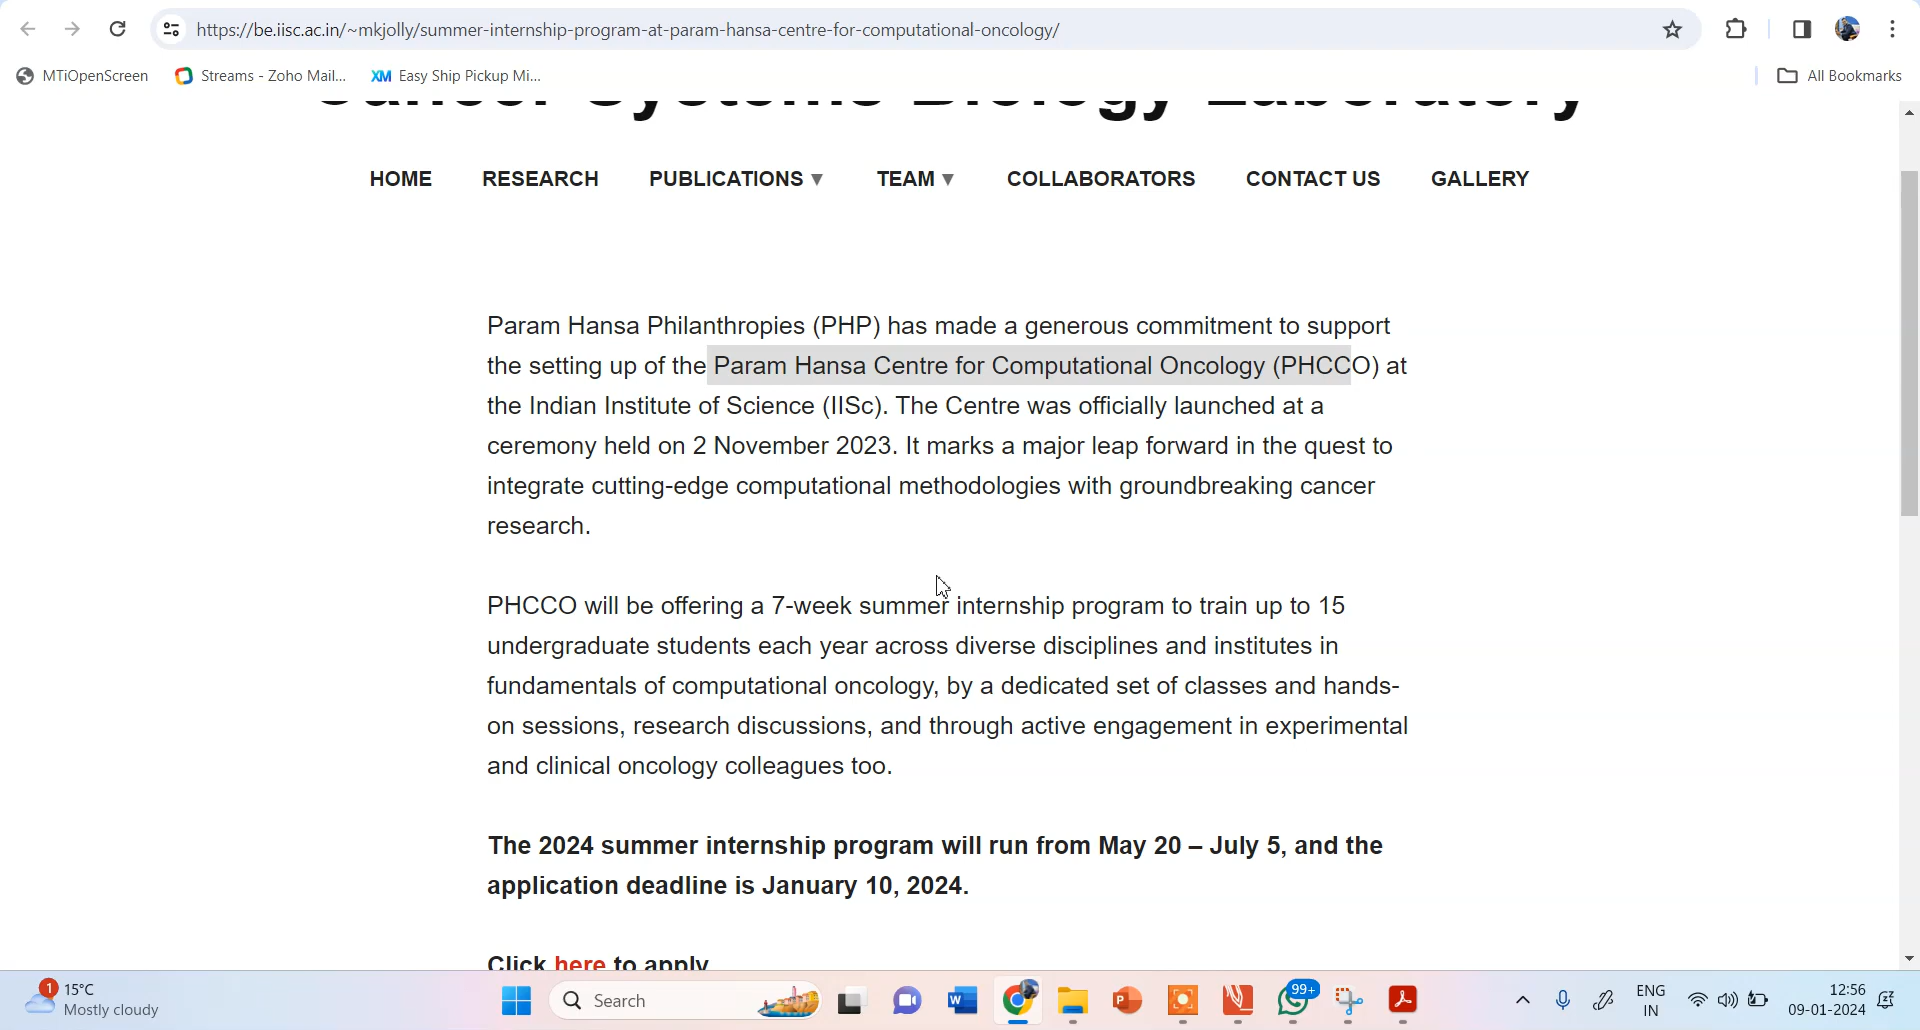 https://be.iisc.ac.in/~mkjolly/summer-internship-program-at-param-hansa-centre-for-computational-oncology/
MTiOpenScreen
Streams - Zoho Mail...
XM Easy Ship Pickup Mi...
All Bookmarks
Cancer Systems Biology Laboratory
HOME RESEARCH PUBLICATIONS ▼ TEAM ▼ COLLABORATORS CONTACT US GALLERY
Param Hansa Philanthropies (PHP) has made a generous commitment to support
the setting up of the Param Hansa Centre for Computational Oncology (PHCCO) at
the Indian Institute of Science (IISc). The Centre was officially launched at a
ceremony held on 2 November 2023. It marks a major leap forward in the quest to
integrate cutting-edge computational methodologies with groundbreaking cancer
research.
PHCCO will be offering a 7-week summer internship program to train up to 15
undergraduate students each year across diverse disciplines and institutes in
fundamentals of computational oncology, by a dedicated set of classes and hands-
on sessions, research discussions, and through active engagement in experimental
and clinical oncology colleagues too.
The 2024 summer internship program will run from May 20 – July 5, and the
application deadline is January 10, 2024.
Click here to apply
1
15°C
Mostly cloudy
Search
W
P
99+
ENG
IN
12:56
09-01-2024